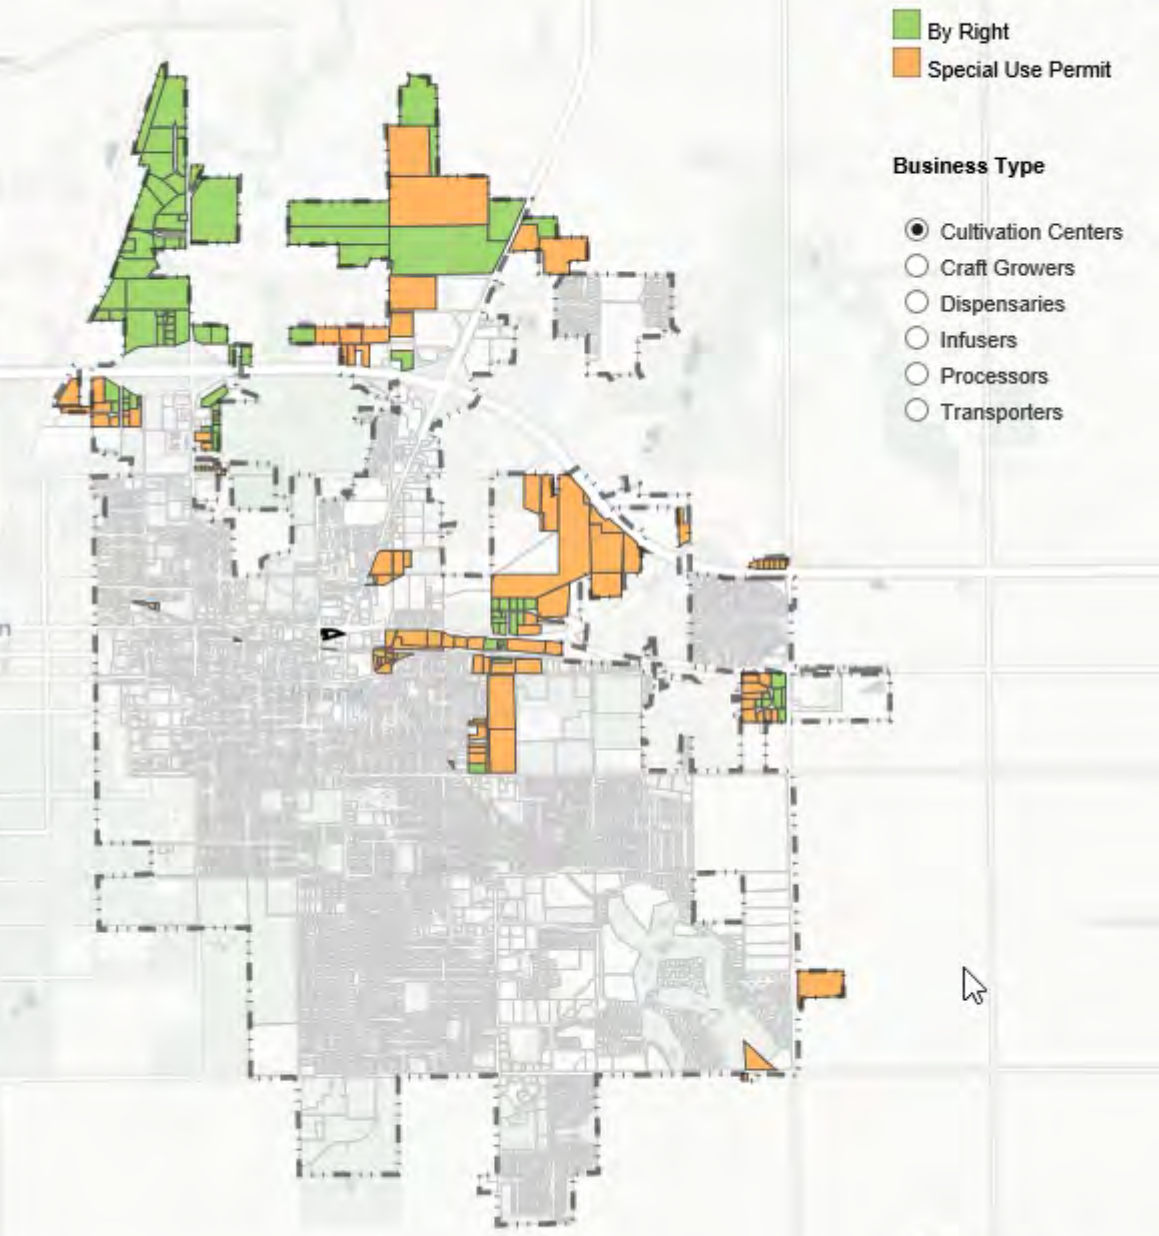 By Right
Special Use Permit
Business Type
Cultivation Centers
Craft Growers
Dispensaries
Infusers
Processors
Transporters
n